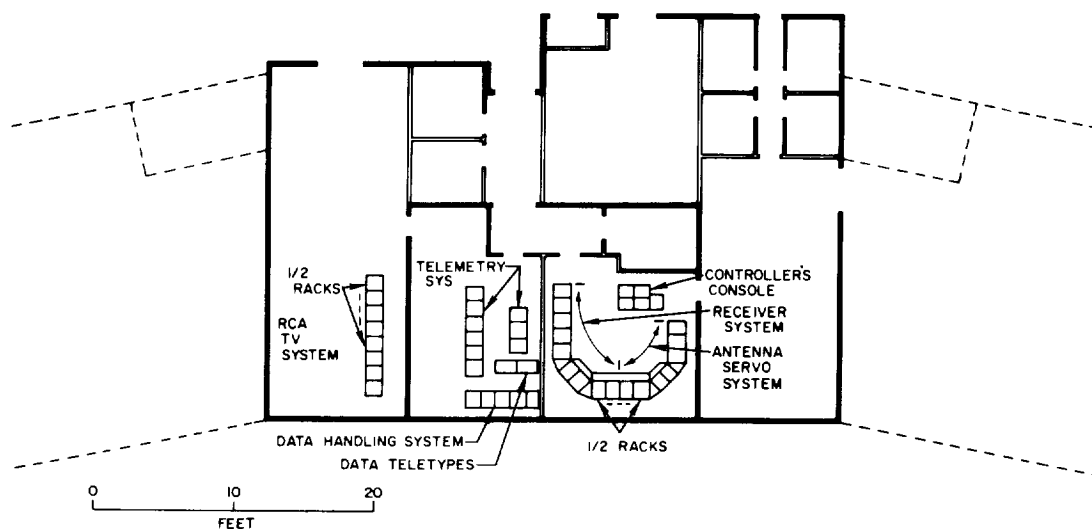 1/2
RACKS
RCA
TV
SYSTEM
TELEMETRY
SYS
CONTROLLER'S
CONSOLE
RECEIVER
SYSTEM
ANTENNA
SERVO
SYSTEM
DATA HANDLING SYSTEM
DATA TELETYPES
1/2 RACKS
0 10 20
FEET